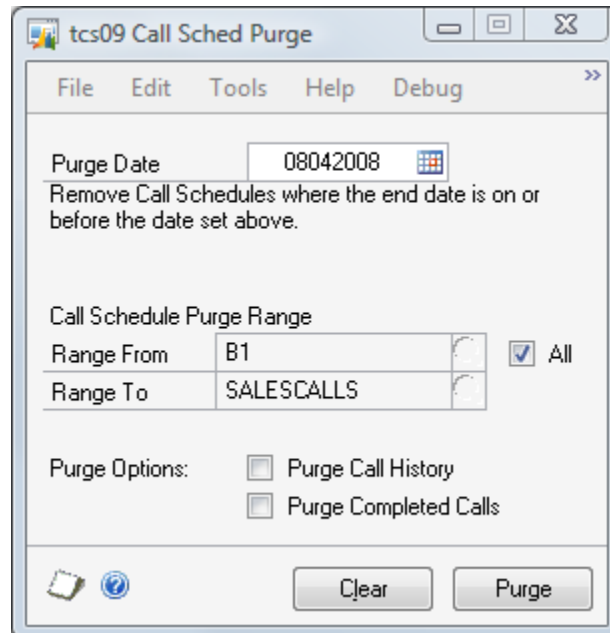 tcs09 Call Sched Purge
File Edit Tools Help Debug »
Purge Date 08042008
Remove Call Schedules where the end date is on or
before the date set above.
Call Schedule Purge Range
Range From B1 All
Range To SALESCALLS
Purge Options: Purge Call History
Purge Completed Calls
Clear Purge